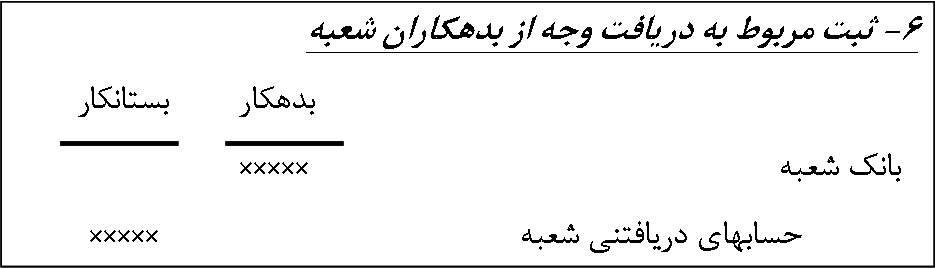 ۶- ثبت مربوط به دریافت وجه از بدهکاران شعبه
بدهکار بستانکار
بانک شعبه ×××××
حسابهای دریافتنی شعبه ×××××